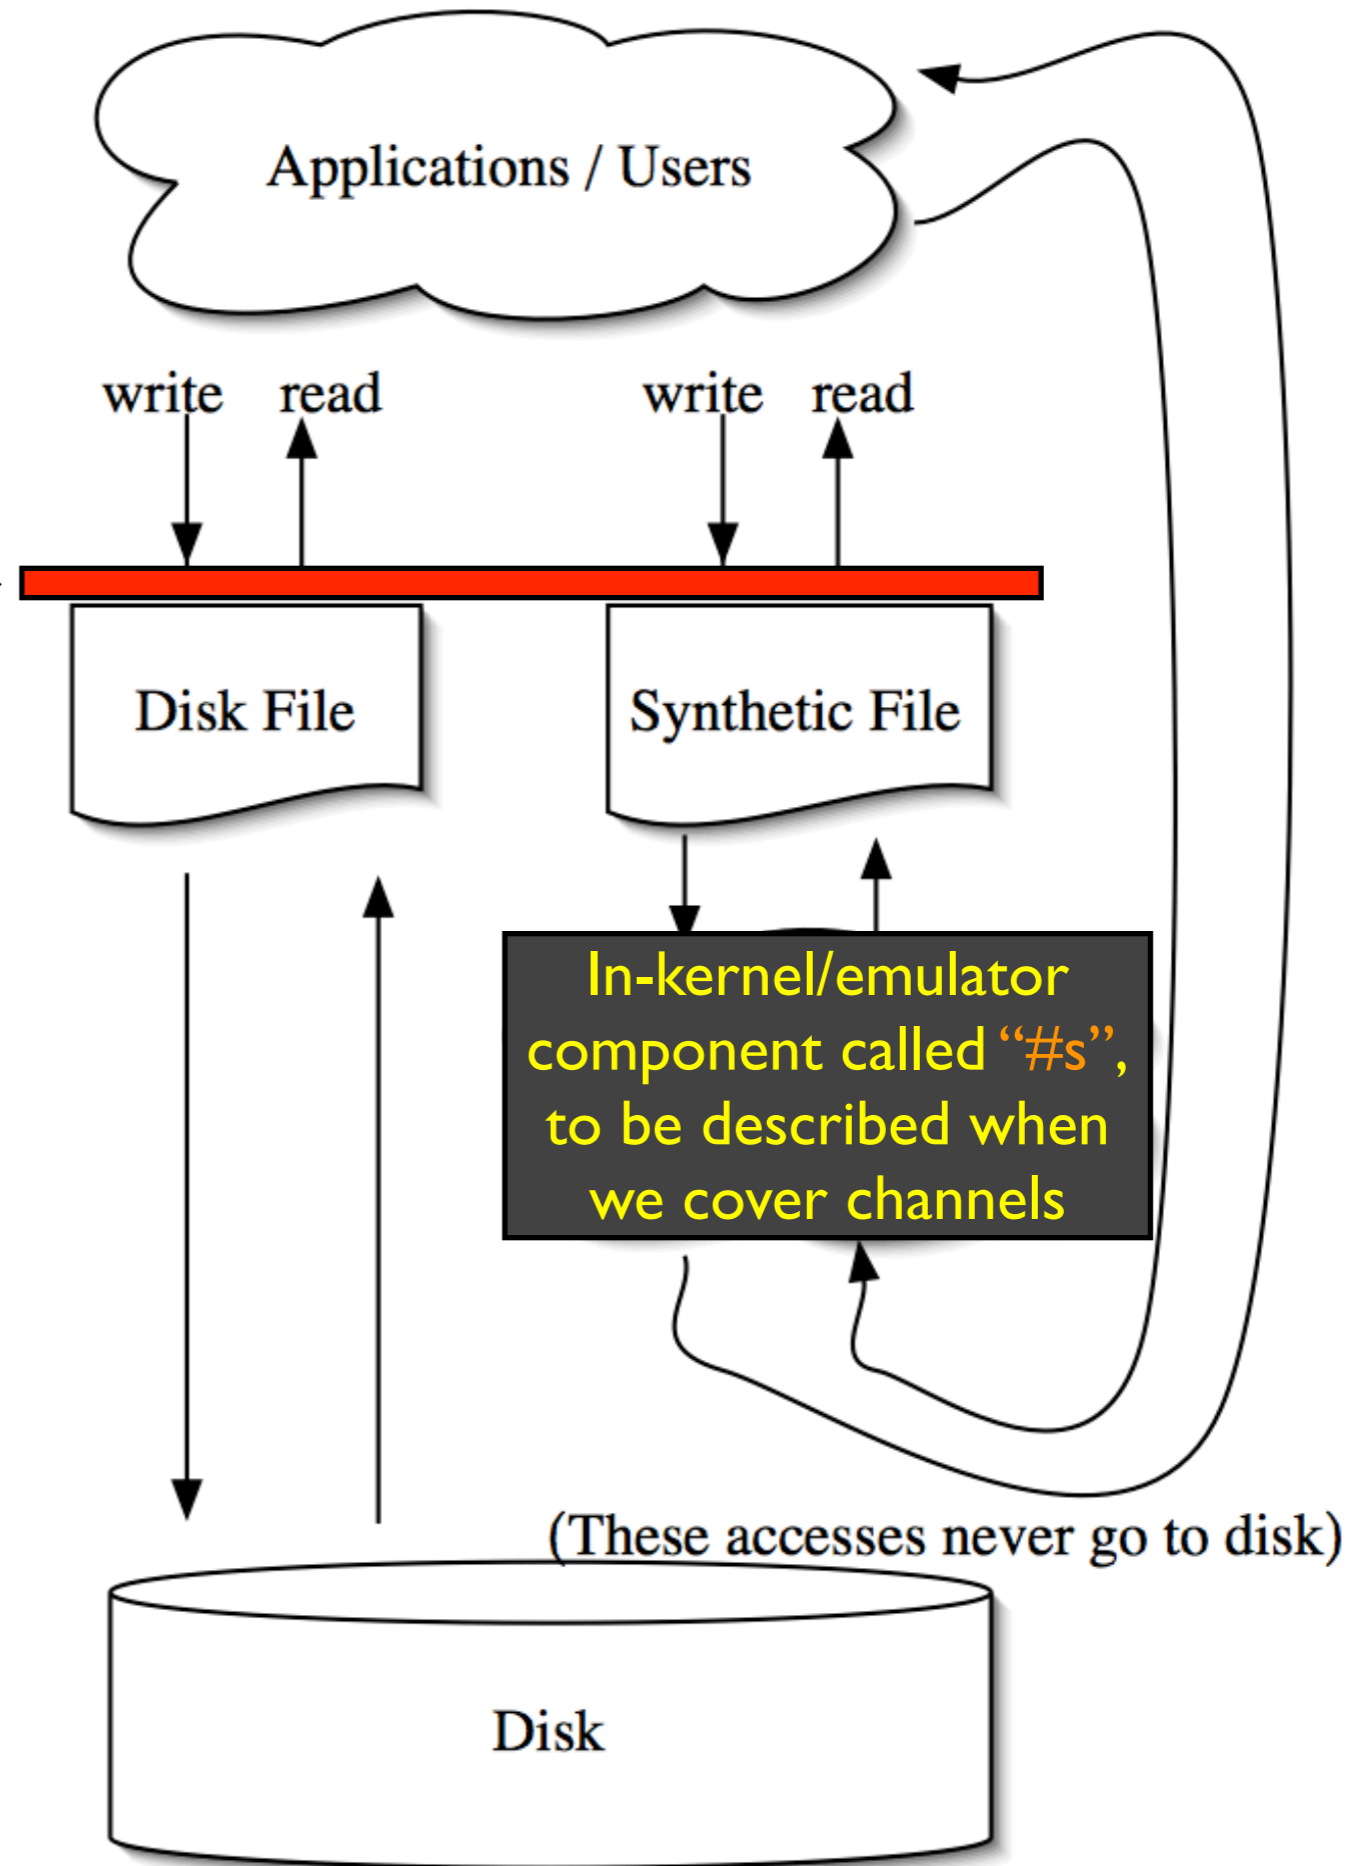 Applications / Users
write read write read
Disk File Synthetic File
In-kernel/emulator
component called “#s”,
to be described when
we cover channels
(These accesses never go to disk)
Disk